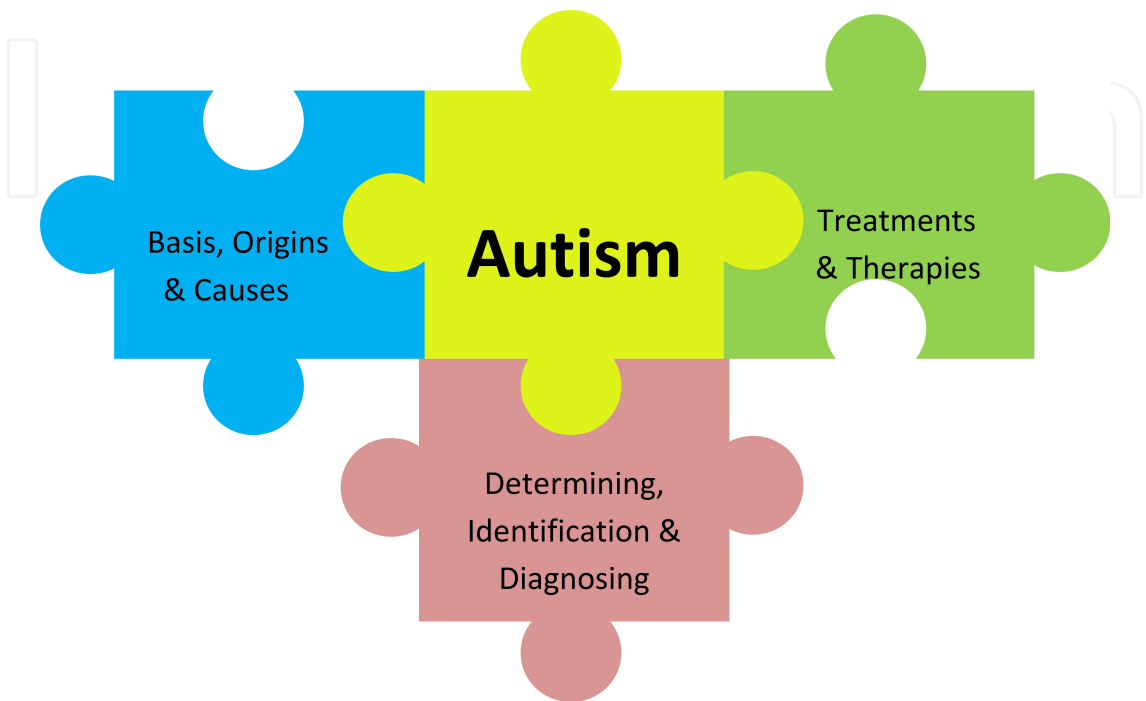 Basis, Origins
& Causes
Autism
Treatments
& Therapies
Determining,
Identification &
Diagnosing